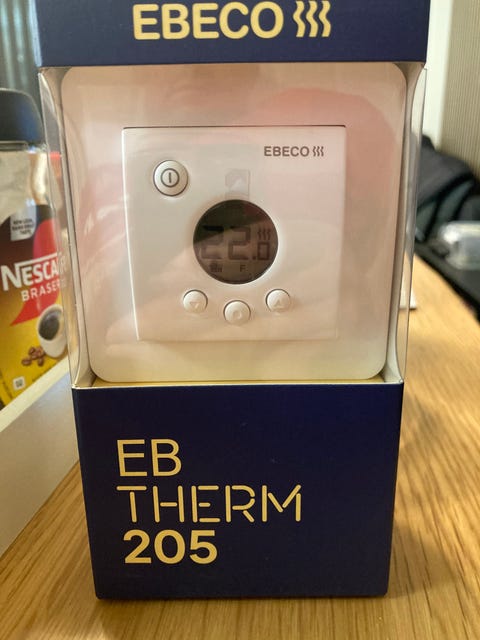 EBECO
EBECO
22.0
F
NESCAFÉ
BRASERO
EB
THERM
205